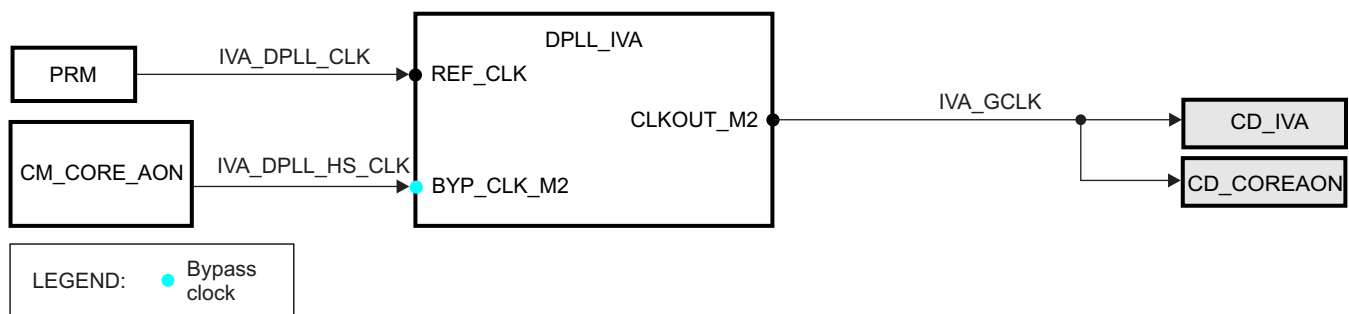 DPLL_IVA
IVA_DPLL_CLK
PRM
REF_CLK
IVA_GCLK
CLKOUT_M2
CD_IVA
IVA_DPLL_HS_CLK
CM_CORE_AON
BYP_CLK_M2
CD_COREAON
LEGEND:
Bypass
clock